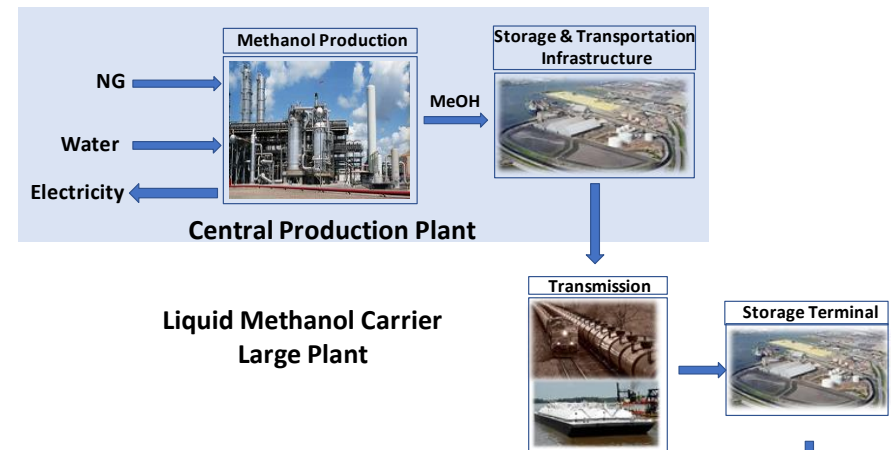 Methanol Production
Storage & Transportation
Infrastructure
NG
MeOH
Water
Electricity
Central Production Plant
Transmission
Liquid Methanol Carrier
Large Plant
Storage Terminal